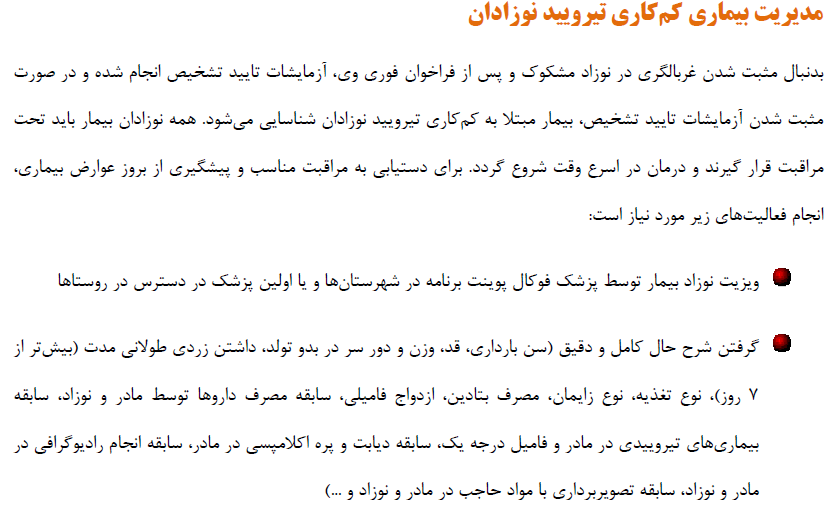 مدیریت بیماری کم‌کاری تیرویید نوزادان
بدنبال مثبت شدن غربالگری در نوزاد مشکوک و پس از فراخوان فوری وی، آزمایشات تایید تشخیص انجام شده و در صورت
مثبت شدن آزمایشات تایید تشخیص، بیمار مبتلا به کم‌کاری تیرویید نوزادان شناسایی می‌شود. همه نوزادان بیمار باید تحت
مراقبت قرار گیرند و درمان در اسرع وقت شروع گردد. برای دستیابی به مراقبت مناسب و پیشگیری از بروز عوارض بیماری،
انجام فعالیت‌های زیر مورد نیاز است:
ویزیت نوزاد بیمار توسط پزشک فوکال پوینت برنامه در شهرستان‌ها و یا اولین پزشک در دسترس در روستاها
گرفتن شرح حال کامل و دقیق (سن بارداری، قد، وزن و دور سر در بدو تولد، داشتن زردی طولانی مدت (بیش‌تر از
۷ روز)، نوع تغذیه، نوع زایمان، مصرف بتادین، ازدواج فامیلی، سابقه مصرف داروها توسط مادر و نوزاد، سابقه
بیماری‌های تیروییدی در مادر و فامیل درجه یک، سابقه دیابت و پره اکلامپسی در مادر، سابقه انجام رادیوگرافی در
مادر و نوزاد، سابقه تصویربرداری با مواد حاجب در مادر و نوزاد و ...)